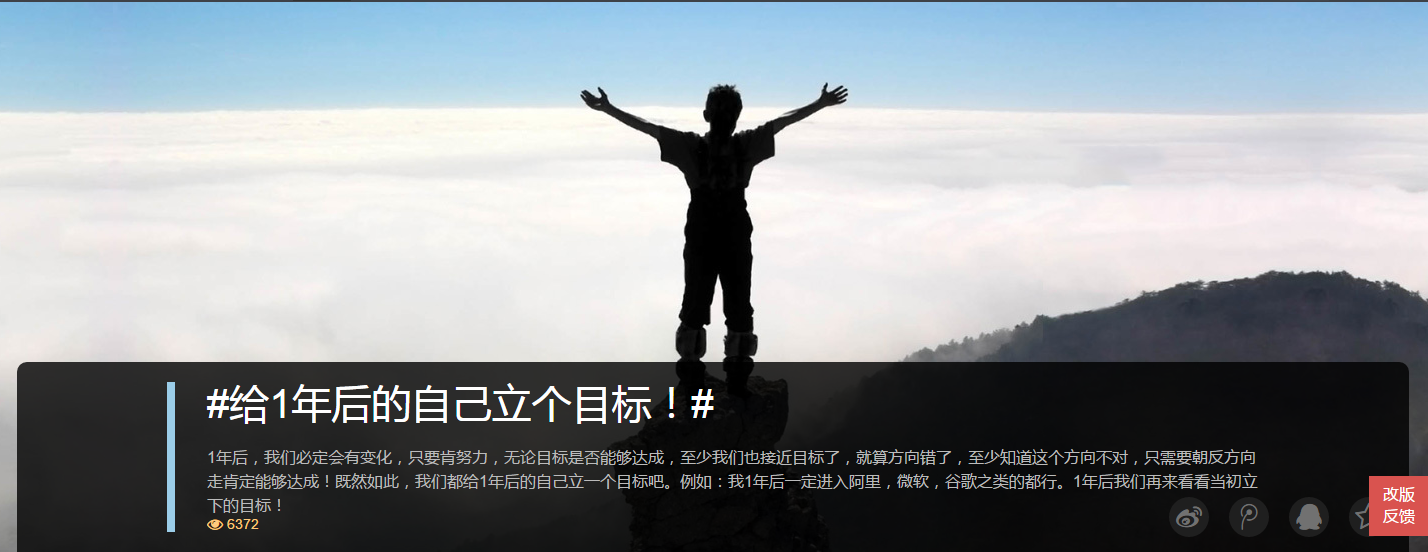 #给1年后的自己立个目标！#
1年后，我们必定会有变化，只要肯努力，无论目标是否能够达成，至少我们也接近目标了，就算方向错了，至少知道这个方向不对，只需要朝反方向
走肯定能够达成！既然如此，我们都给1年后的自己立一个目标吧。例如：我1年后一定进入阿里，微软，谷歌之类的都行。1年后我们再来看看当初立
下的目标！
6372
改版
反馈